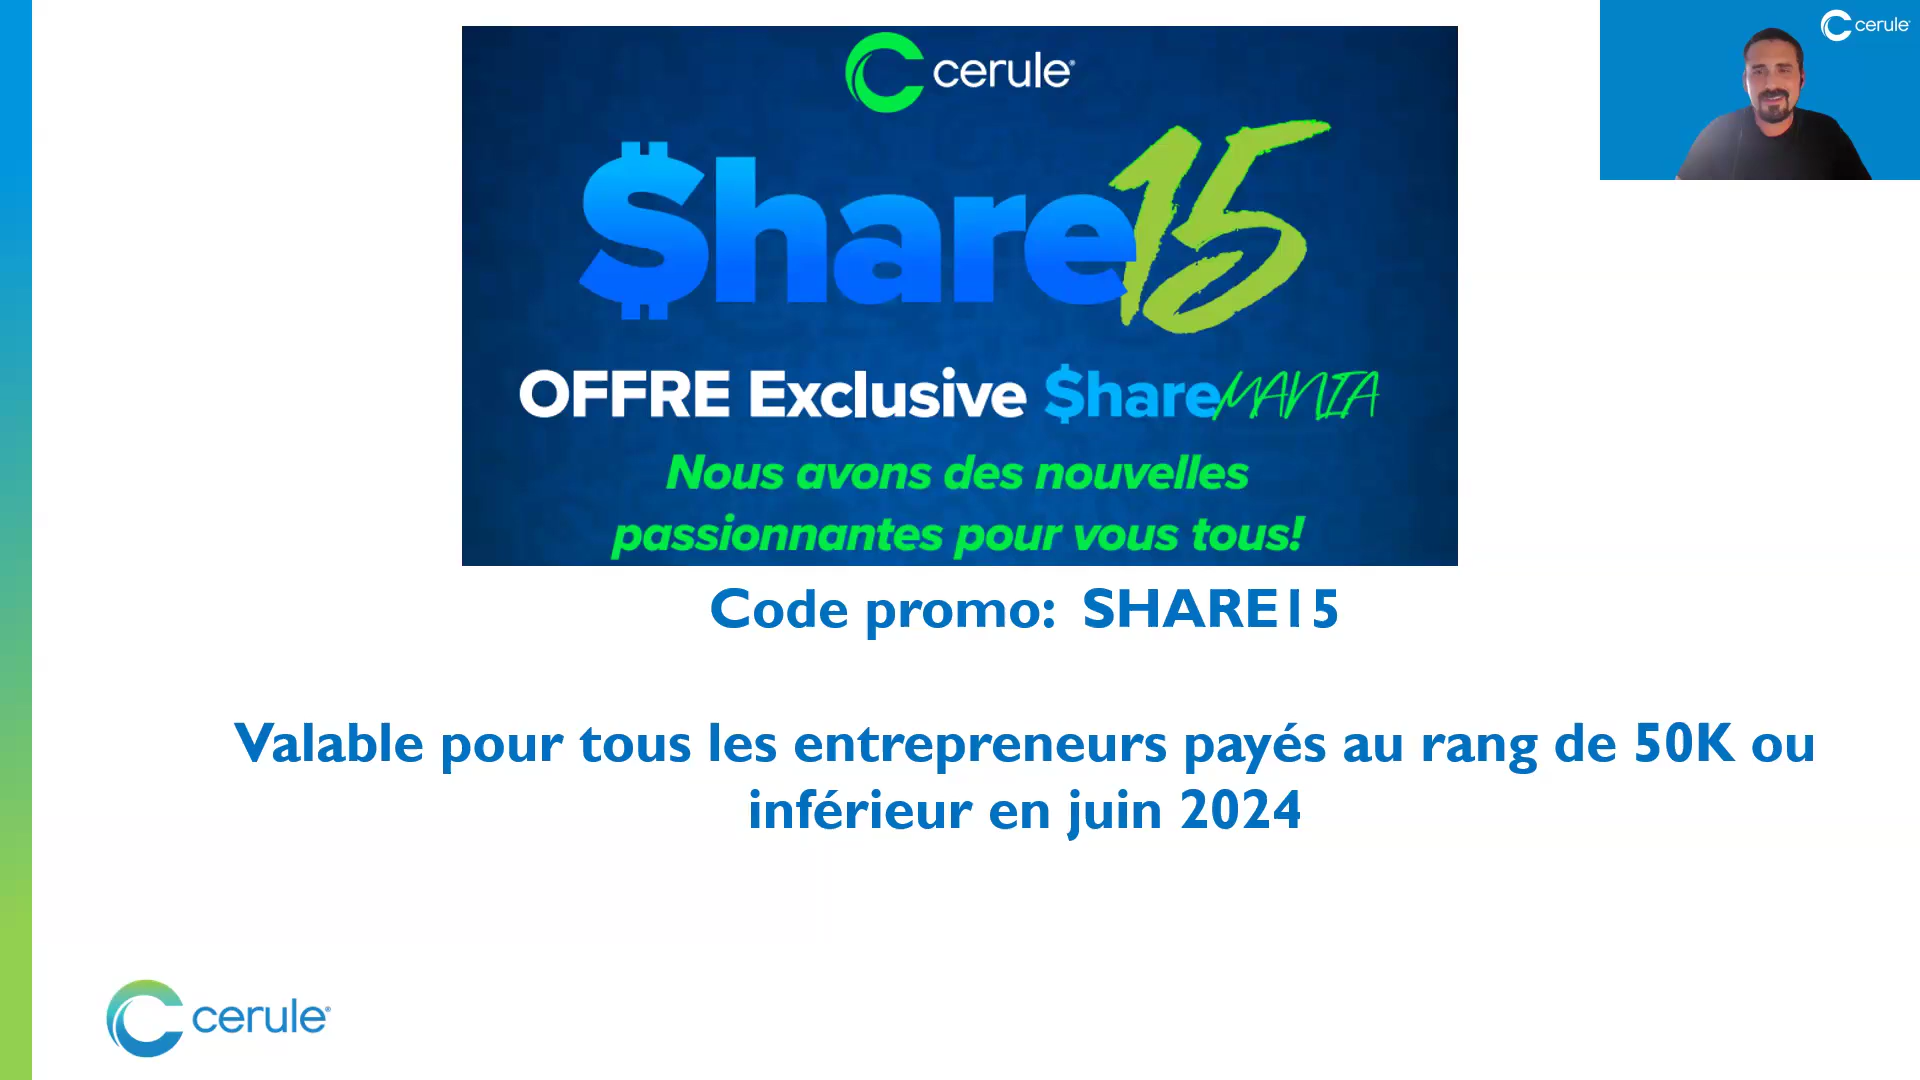 cerule
cerule
$hare15
OFFRE Exclusive $hareMANIA
Nous avons des nouvelles
passionnantes pour vous tous!
Code promo: SHARE15
Valable pour tous les entrepreneurs payés au rang de 50K ou
inférieur en juin 2024
cerule